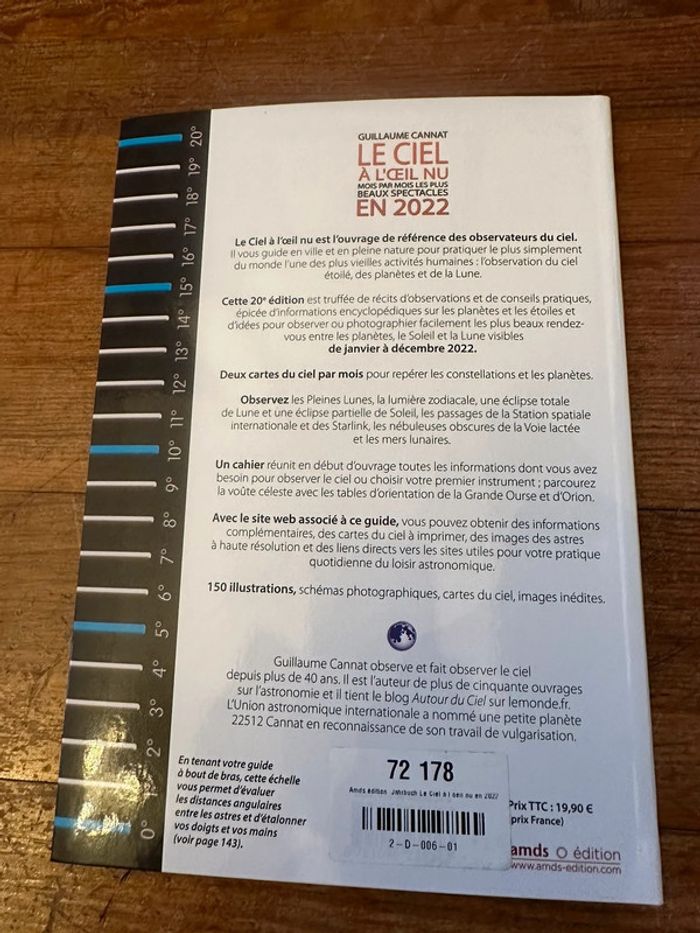 GUILLAUME CANNAT
LE CIEL
À L'ŒIL NU
MOIS PAR MOIS LES PLUS
BEAUX SPECTACLES
EN 2022
Le Ciel à l'œil nu est l'ouvrage de référence des observateurs du ciel.
Il vous guide en ville et en pleine nature pour pratiquer le plus simplement
du monde l'une des plus vieilles activités humaines : l'observation du ciel
étoilé, des planètes et de la Lune.
Cette 20e édition est truffée de récits d'observations et de conseils pratiques,
épicée d'informations encyclopédiques sur les planètes et les étoiles et
d'idées pour observer ou photographier facilement les plus beaux rendez-
vous entre les planètes, le Soleil et la Lune visibles
de janvier à décembre 2022.
Deux cartes du ciel par mois pour repérer les constellations et les planètes.
Observez les Pleines Lunes, la lumière zodiacale, une éclipse totale
de Lune et une éclipse partielle de Soleil, les passages de la Station spatiale
internationale et des Starlink, les nébuleuses obscures de la Voie lactée
et les mers lunaires.
Un cahier réunit en début d'ouvrage toutes les informations dont vous avez
besoin pour observer le ciel ou choisir votre premier instrument ; parcourez
la voûte céleste avec les tables d'orientation de la Grande Ourse et d'Orion.
Avec le site web associé à ce guide, vous pouvez obtenir des informations
complémentaires, des cartes du ciel à imprimer, des images des astres
à haute résolution et des liens directs vers les sites utiles pour votre pratique
quotidienne du loisir astronomique.
150 illustrations, schémas photographiques, cartes du ciel, images inédites.
Guillaume Cannat observe et fait observer le ciel
depuis plus de 40 ans. Il est l'auteur de plus de cinquante ouvrages
sur l'astronomie et il tient le blog Autour du Ciel sur lemonde.fr.
L'Union astronomique internationale a nommé une petite planète
22512 Cannat en reconnaissance de son travail de vulgarisation.
En tenant votre guide
à bout de bras, cette échelle
vous permet d'évaluer
les distances angulaires
entre les astres et d'étalonner
vos doigts et vos mains
(voir page 143).
72 178
Amds édition Jahrbuch Le Ciel à l oeil nu en 2022
2-D-006-01
Prix TTC : 19,90 €
(prix France)
amds édition
www.amds-edition.com
20°
19°
18°
17°
16°
15°
14°
13°
12°
11°
10°
9°
8°
7°
6°
5°
4°
3°
2°
0°